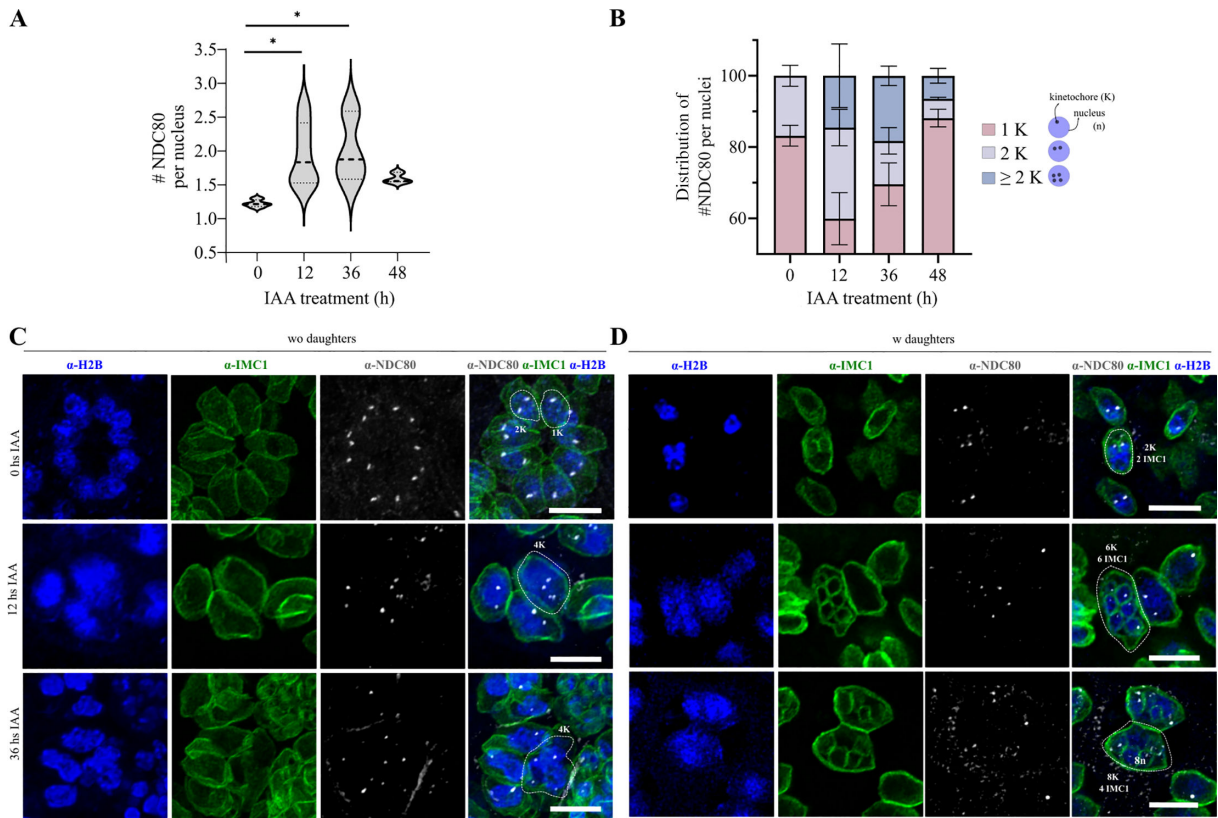 A
3.5
3.0
2.5
2.0
1.5
1.0
0.5
# NDC80
per nucleus
*
*
0 12 36 48
IAA treatment (h)
B
100
80
60
Distribution of
#NDC80 per nuclei
0 12 36 48
IAA treatment (h)
1 K
2 K
≥ 2 K
kinetochore (K)
nucleus
(n)
C
wo daughters
α-H2B α-IMC1 α-NDC80 α-NDC80 α-IMC1 α-H2B
0 hs IAA
2K 1K
12 hs IAA
4K
36 hs IAA
4K
D
w daughters
α-H2B α-IMC1 α-NDC80 α-NDC80 α-IMC1 α-H2B
2K
2 IMC1
6K
6 IMC1
8n
8K
4 IMC1